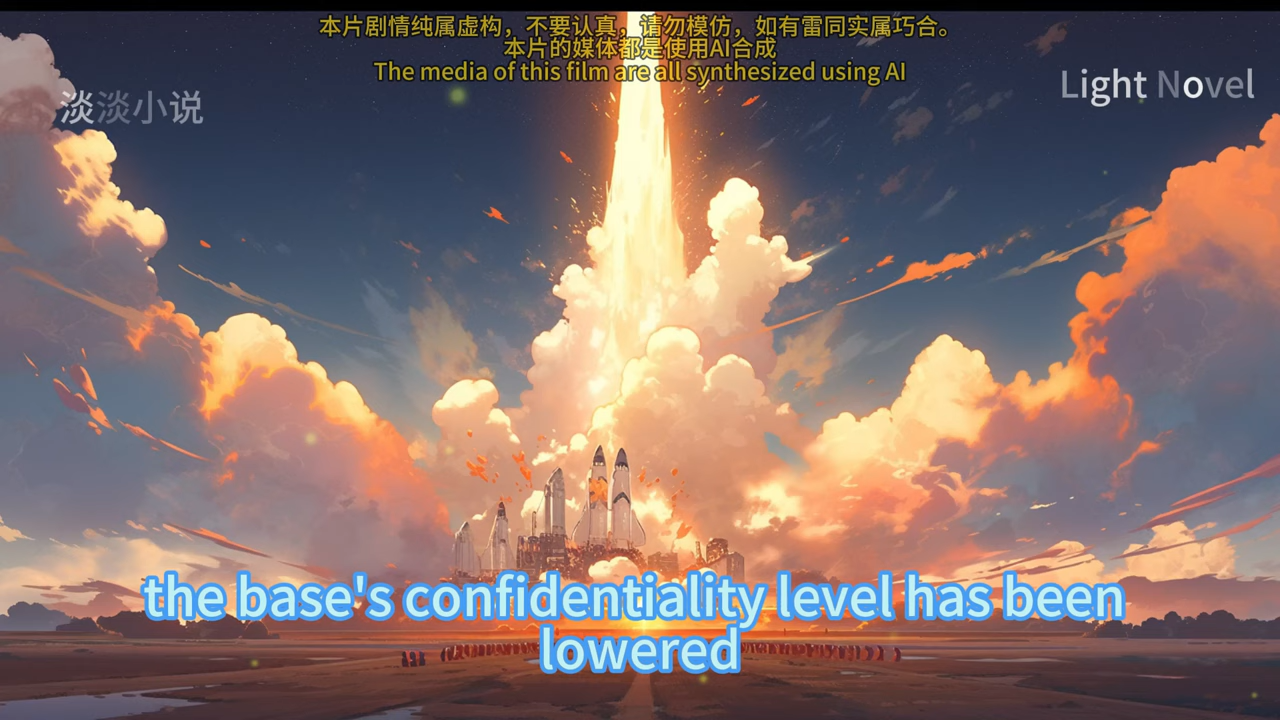 本片剧情纯属虚构，不要认真，请勿模仿，如有雷同实属巧合。
本片的媒体都是使用AI合成
The media of this film are all synthesized using AI
淡淡小说
Light Novel
the base's confidentiality level has been
lowered